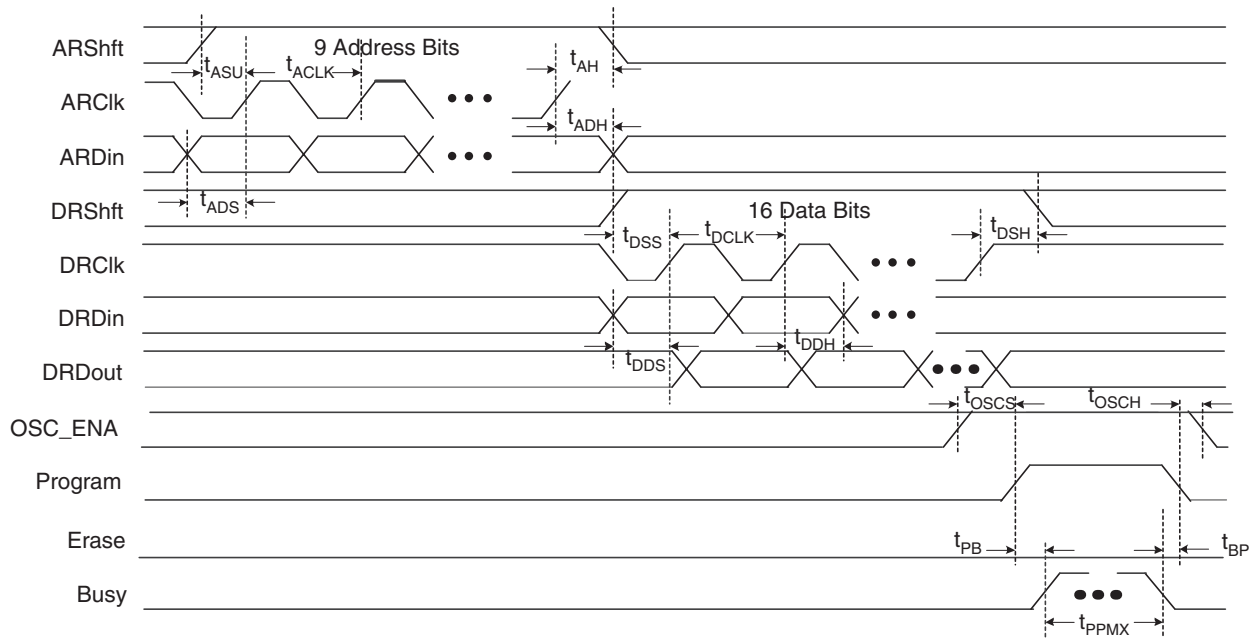 ARShft
9 Address Bits
tASU
tACLK
tAH
ARClk
tADH
ARDin
tADS
DRShft
16 Data Bits
tDSS
tDCLK
tDSH
DRClk
DRDin
tDDS
tDDH
DRDout
tOSCS
tOSCH
OSC_ENA
Program
Erase
tPB
tBP
Busy
tPPMX